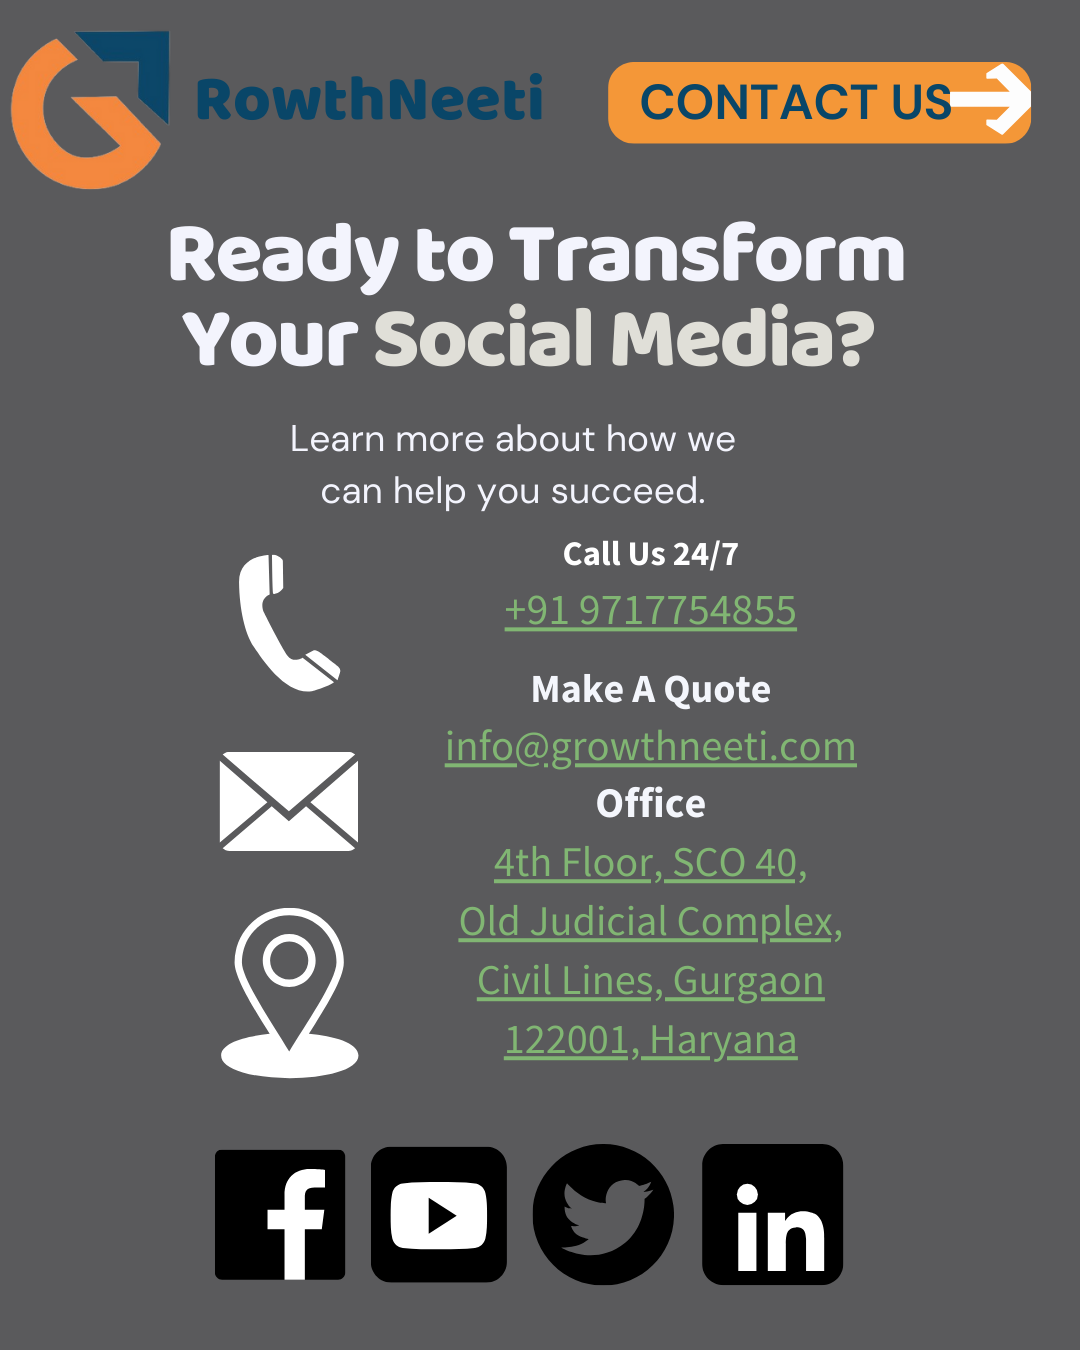 GRowthNeeti
CONTACT US
Ready to Transform
Your Social Media?
Learn more about how we
can help you succeed.
Call Us 24/7
+91 9717754855
Make A Quote
info@growthneeti.com
Office
4th Floor, SCO 40,
Old Judicial Complex,
Civil Lines, Gurgaon
122001, Haryana
f
in